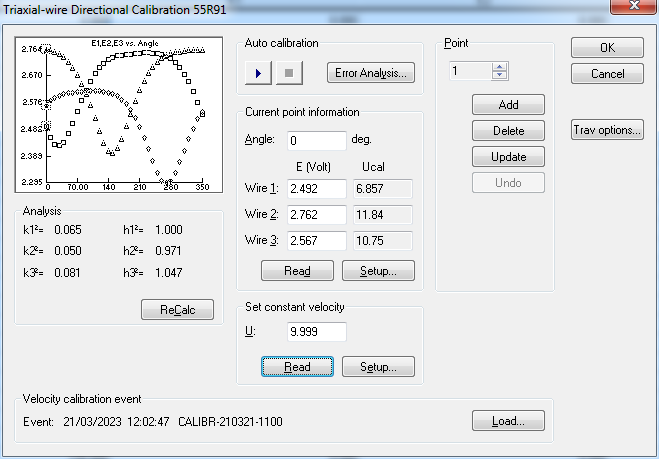 Triaxial-wire Directional Calibration 55R91
E1,E2,E3 vs. Angle
2.764
2.670
2.576
2.482
2.389
2.295
0 70.00 140 210 280 350
Auto calibration
Error Analysis...
Current point information
Angle: 0 deg.
E (Volt) Ucal
Wire 1: 2.492 6.857
Wire 2: 2.762 11.84
Wire 3: 2.567 10.75
Read Setup...
Point
1
Add
Delete
Update
Undo
OK
Cancel
Trav options...
Analysis
k1²= 0.065 h1²= 1.000
k2²= 0.050 h2²= 0.971
k3²= 0.081 h3²= 1.047
ReCalc
Set constant velocity
U: 9.999
Read Setup...
Velocity calibration event
Event: 21/03/2023 12:02:47 CALIBR-210321-1100
Load...